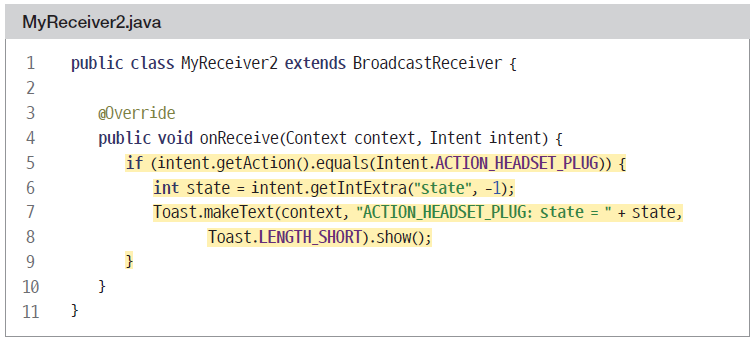 MyReceiver2.java
1 public class MyReceiver2 extends BroadcastReceiver {
2
3 @Override
4 public void onReceive(Context context, Intent intent) {
5 if (intent.getAction().equals(Intent.ACTION_HEADSET_PLUG)) {
6 int state = intent.getIntExtra("state", -1);
7 Toast.makeText(context, "ACTION_HEADSET_PLUG: state = " + state,
8 Toast.LENGTH_SHORT).show();
9 }
10 }
11 }